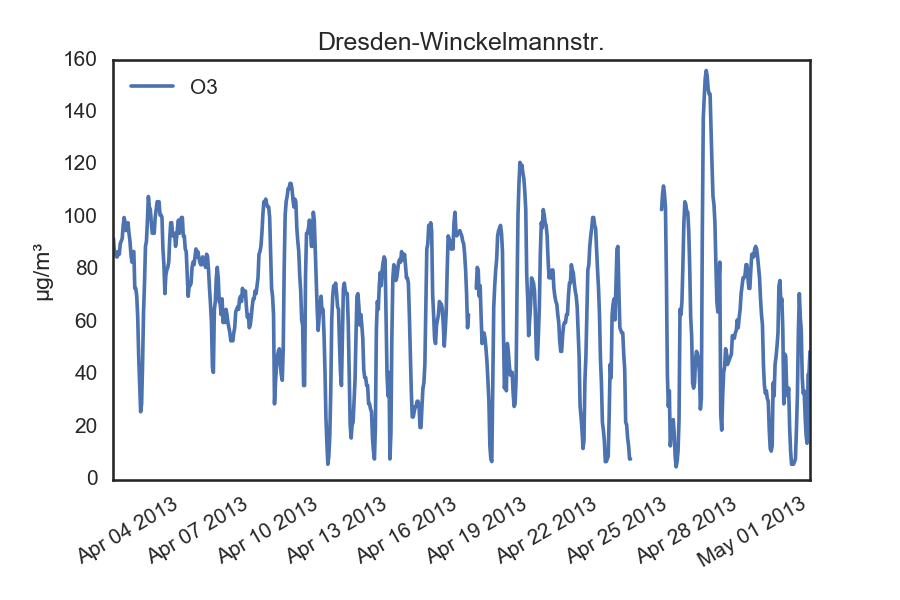 Dresden-Winckelmannstr.
160
140
120
100
80
60
40
20
0
µg/m³
O3
Apr 04 2013
Apr 07 2013
Apr 10 2013
Apr 13 2013
Apr 16 2013
Apr 19 2013
Apr 22 2013
Apr 25 2013
Apr 28 2013
May 01 2013